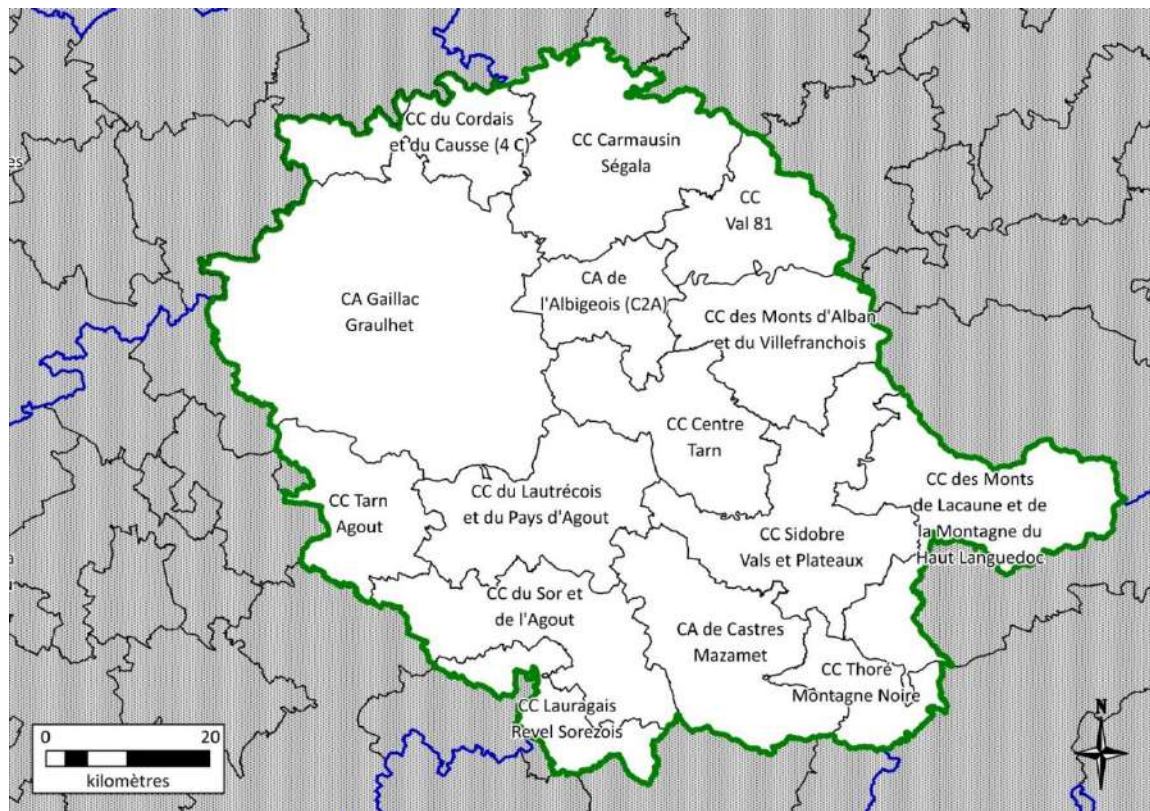 CC du Cordais
et du Causse (4 C)
CC Carmausin
Ségala
CC
Val 81
CA Gaillac
Graulhet
CA de
l'Albigeois (C2A)
CC des Monts d'Alban
et du Villefranchois
CC Centre
Tarn
CC des Monts
de Lacaune et de
la Montagne du
Haut Languedoc
CC Tarn
Agout
CC du Lautrécois
et du Pays d'Agout
CC Sidobre
Vals et Plateaux
CC du Sor et
de l'Agout
CA de Castres
Mazamet
CC Thoré
Montagne Noire
CC Lauragais
Revel Sorezois
0 20
kilomètres
N